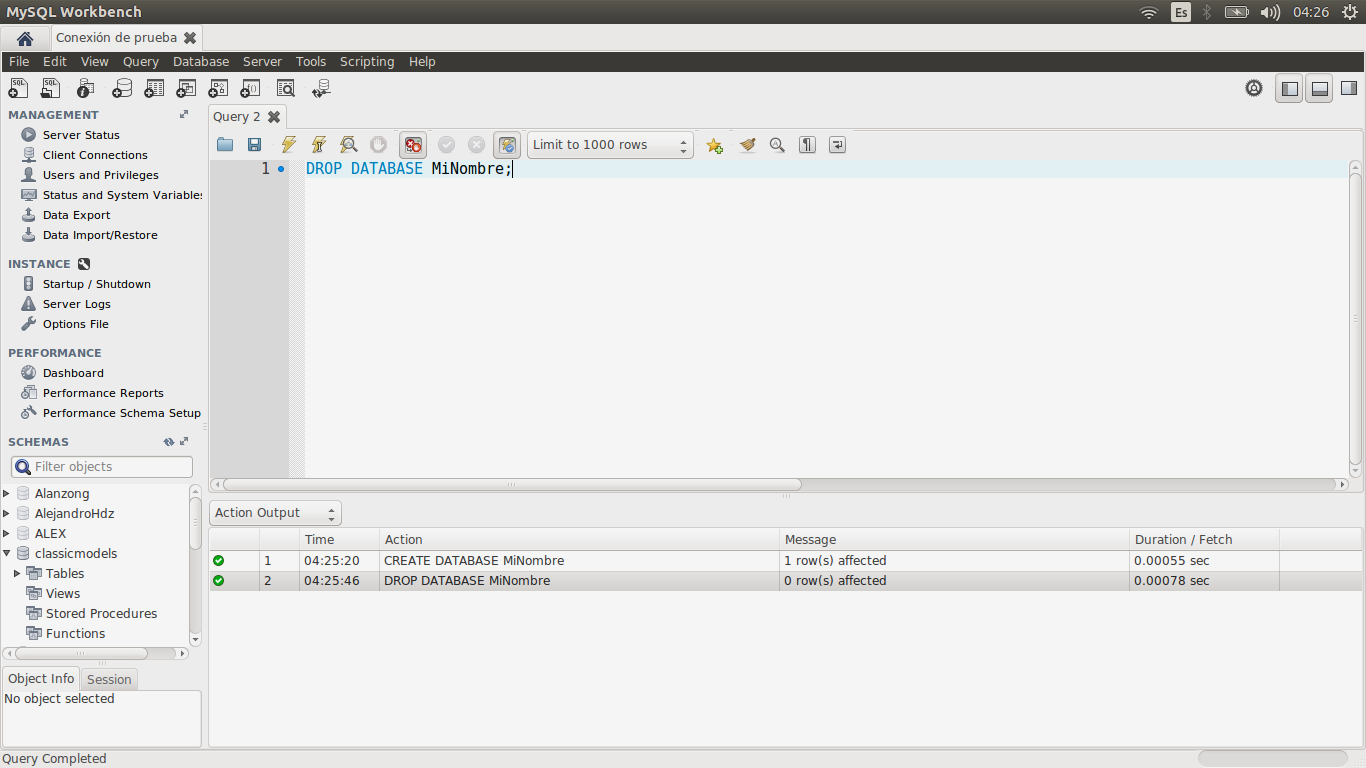 MySQL Workbench Es 04:26
Conexión de prueba
File Edit View Query Database Server Tools Scripting Help
MANAGEMENT
Server Status
Client Connections
Users and Privileges
Status and System Variables
Data Export
Data Import/Restore
INSTANCE
Startup / Shutdown
Server Logs
Options File
PERFORMANCE
Dashboard
Performance Reports
Performance Schema Setup
SCHEMAS
Filter objects
Alanzong
AlejandroHdz
ALEX
classicmodels
Tables
Views
Stored Procedures
Functions
Object Info Session
No object selected
Query 2
Limit to 1000 rows
1 DROP DATABASE MiNombre;
Action Output
Time Action Message Duration / Fetch
1 04:25:20 CREATE DATABASE MiNombre 1 row(s) affected 0.00055 sec
2 04:25:46 DROP DATABASE MiNombre 0 row(s) affected 0.00078 sec
Query Completed